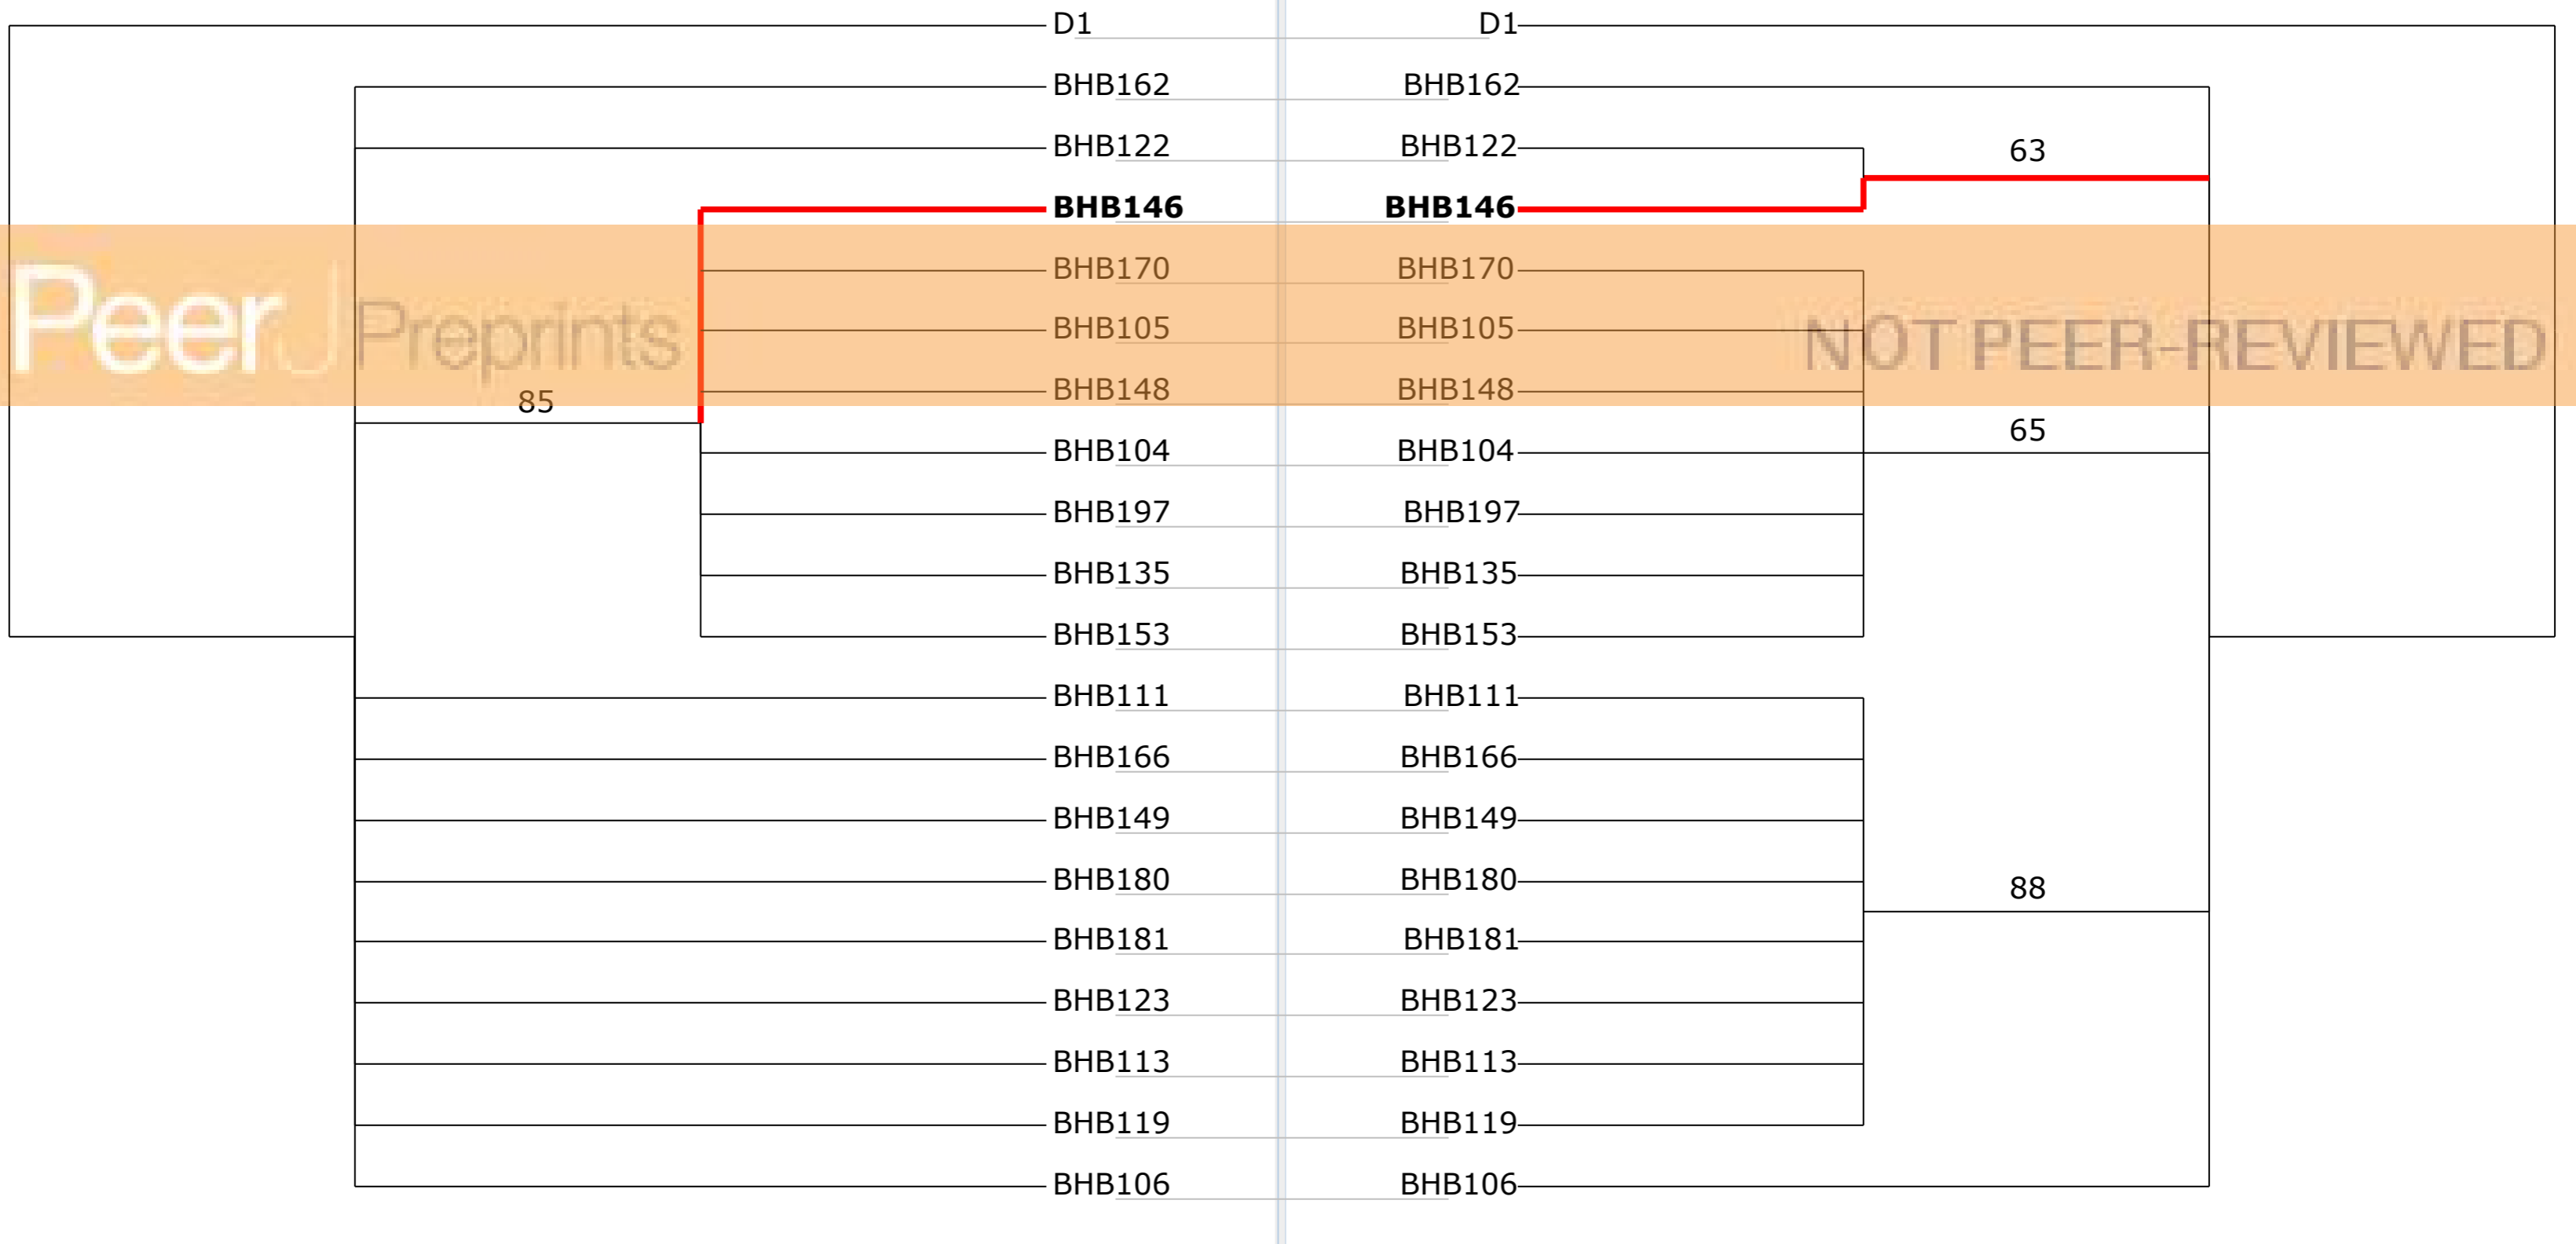 D1 D1
BHB162 BHB162
BHB122 BHB122
63
BHB146 BHB146
BHB170 BHB170
BHB105 BHB105
PeerJ Preprints NOT PEER-REVIEWED
BHB148 BHB148
85
65
BHB104 BHB104
BHB197 BHB197
BHB135 BHB135
BHB153 BHB153
BHB111 BHB111
BHB166 BHB166
BHB149 BHB149
BHB180 BHB180
88
BHB181 BHB181
BHB123 BHB123
BHB113 BHB113
BHB119 BHB119
BHB106 BHB106